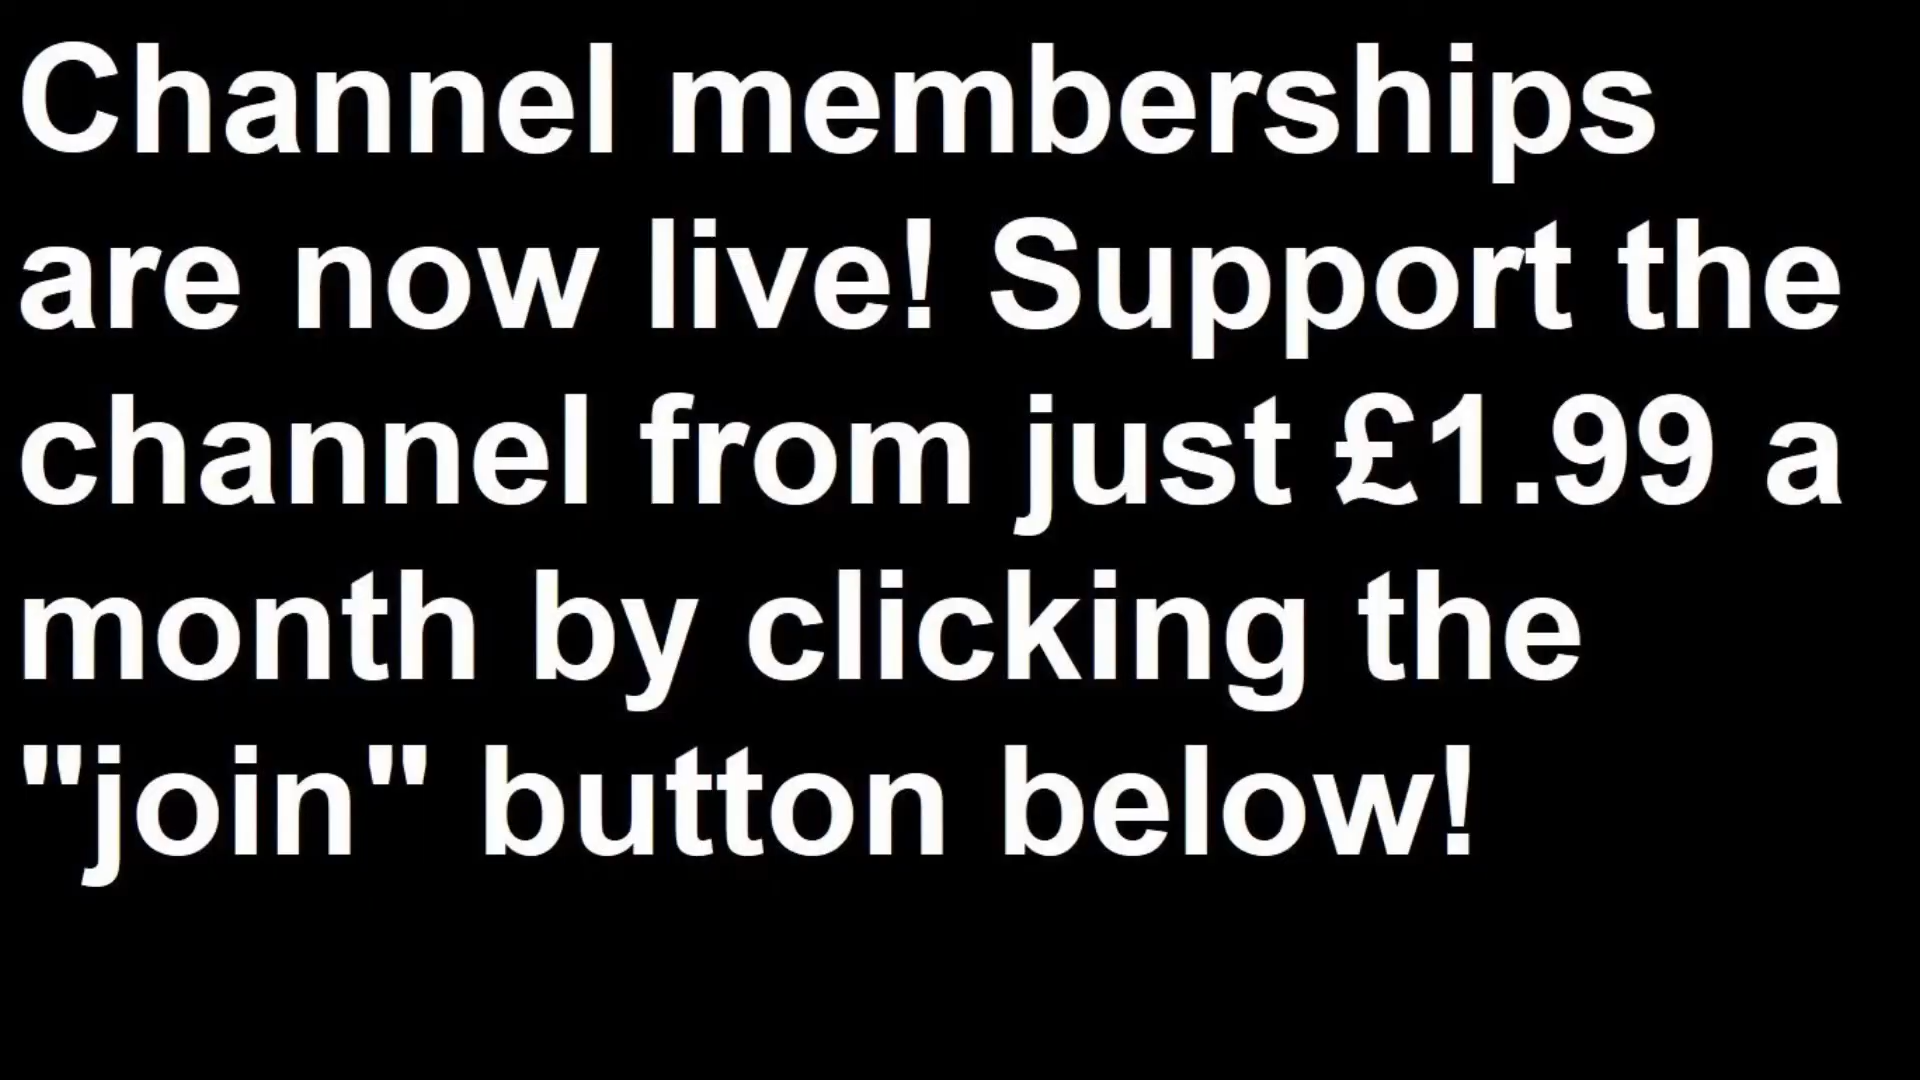 Channel memberships
are now live! Support the
channel from just £1.99 a
month by clicking the
"join" button below!